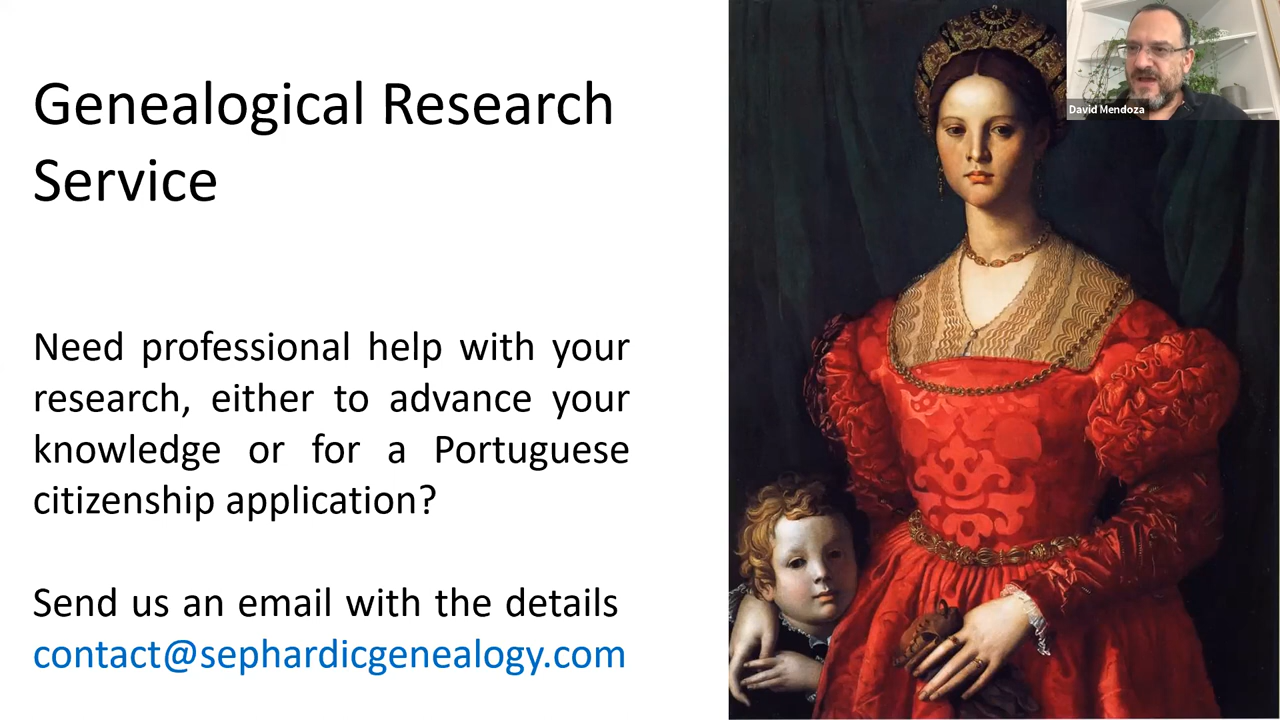 Genealogical Research
Service
Need professional help with your
research, either to advance your
knowledge or for a Portuguese
citizenship application?
Send us an email with the details
contact@sephardicgenealogy.com
David Mendoza